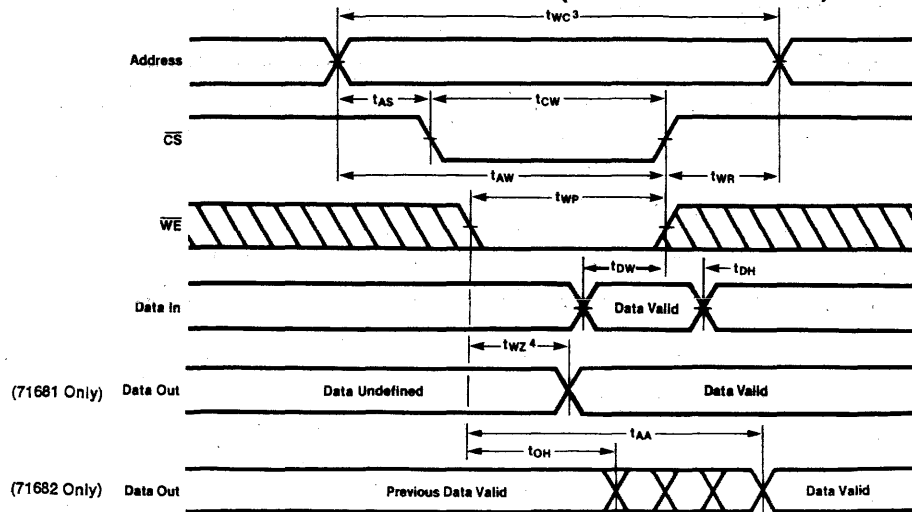 tWC³
Address
tAS tCW
CS
tAW tWR
tWP
WE
tDW tDH
Data In Data Valid
tWZ⁴
(71681 Only) Data Out Data Undefined Data Valid
tAA
tOH
(71682 Only) Data Out Previous Data Valid Data Valid